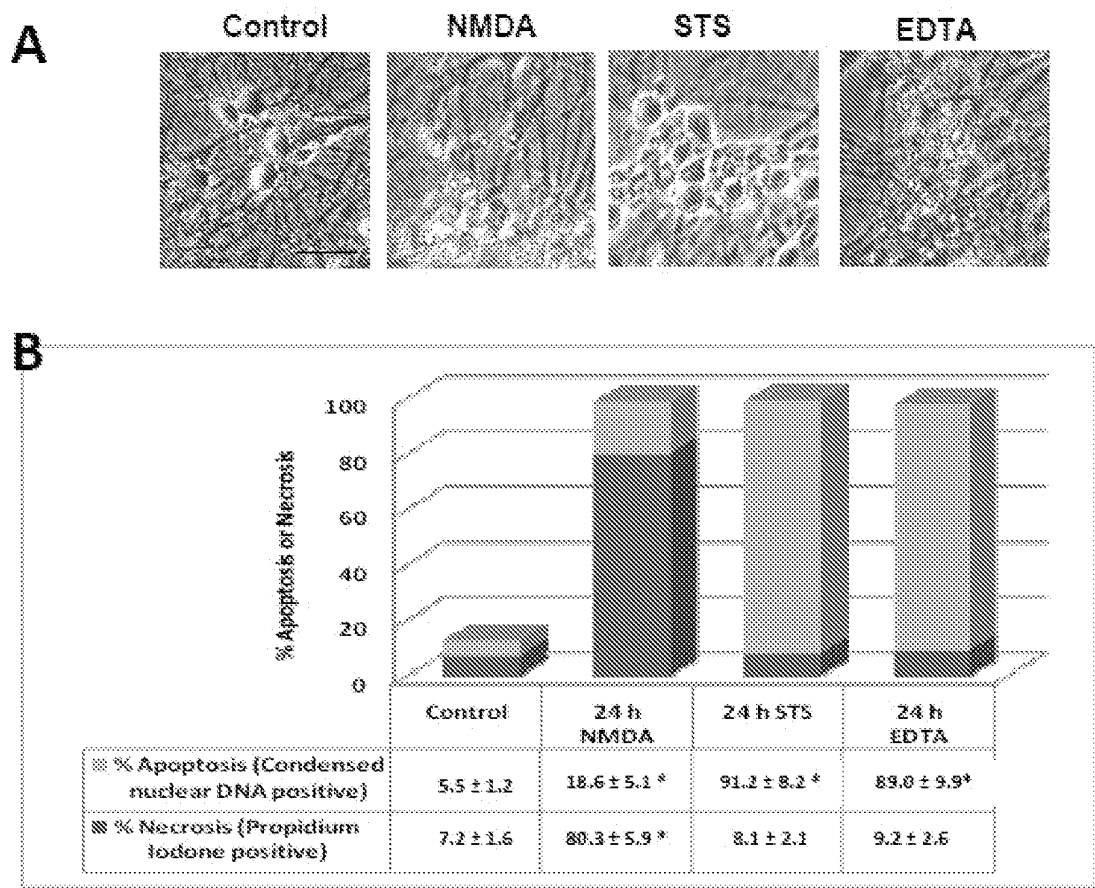 A
Control
NMDA
STS
EDTA
B
% Apoptosis or Necrosis
100
80
60
40
20
0
Control
24 h
NMDA
24 h STS
24 h
EDTA
% Apoptosis (Condensed
nuclear DNA positive)
5.5 ± 1.2
18.6 ± 5.1 *
91.2 ± 8.2 *
89.0 ± 9.9*
% Necrosis (Propidium
Iodone positive)
7.2 ± 1.6
80.3 ± 5.9 *
8.1 ± 2.1
9.2 ± 2.6